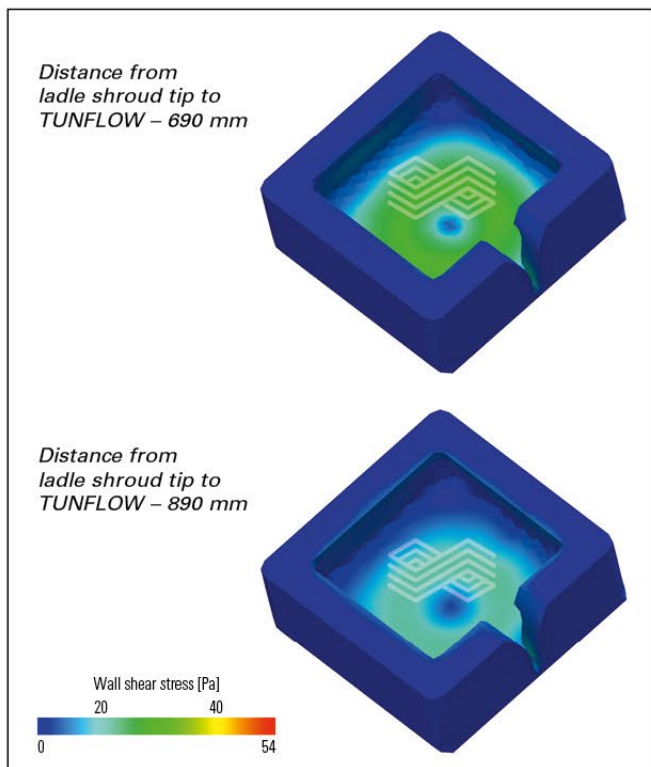 Distance from
ladle shroud tip to
TUNFLOW – 690 mm
Distance from
ladle shroud tip to
TUNFLOW – 890 mm
Wall shear stress [Pa]
20 40
0 54